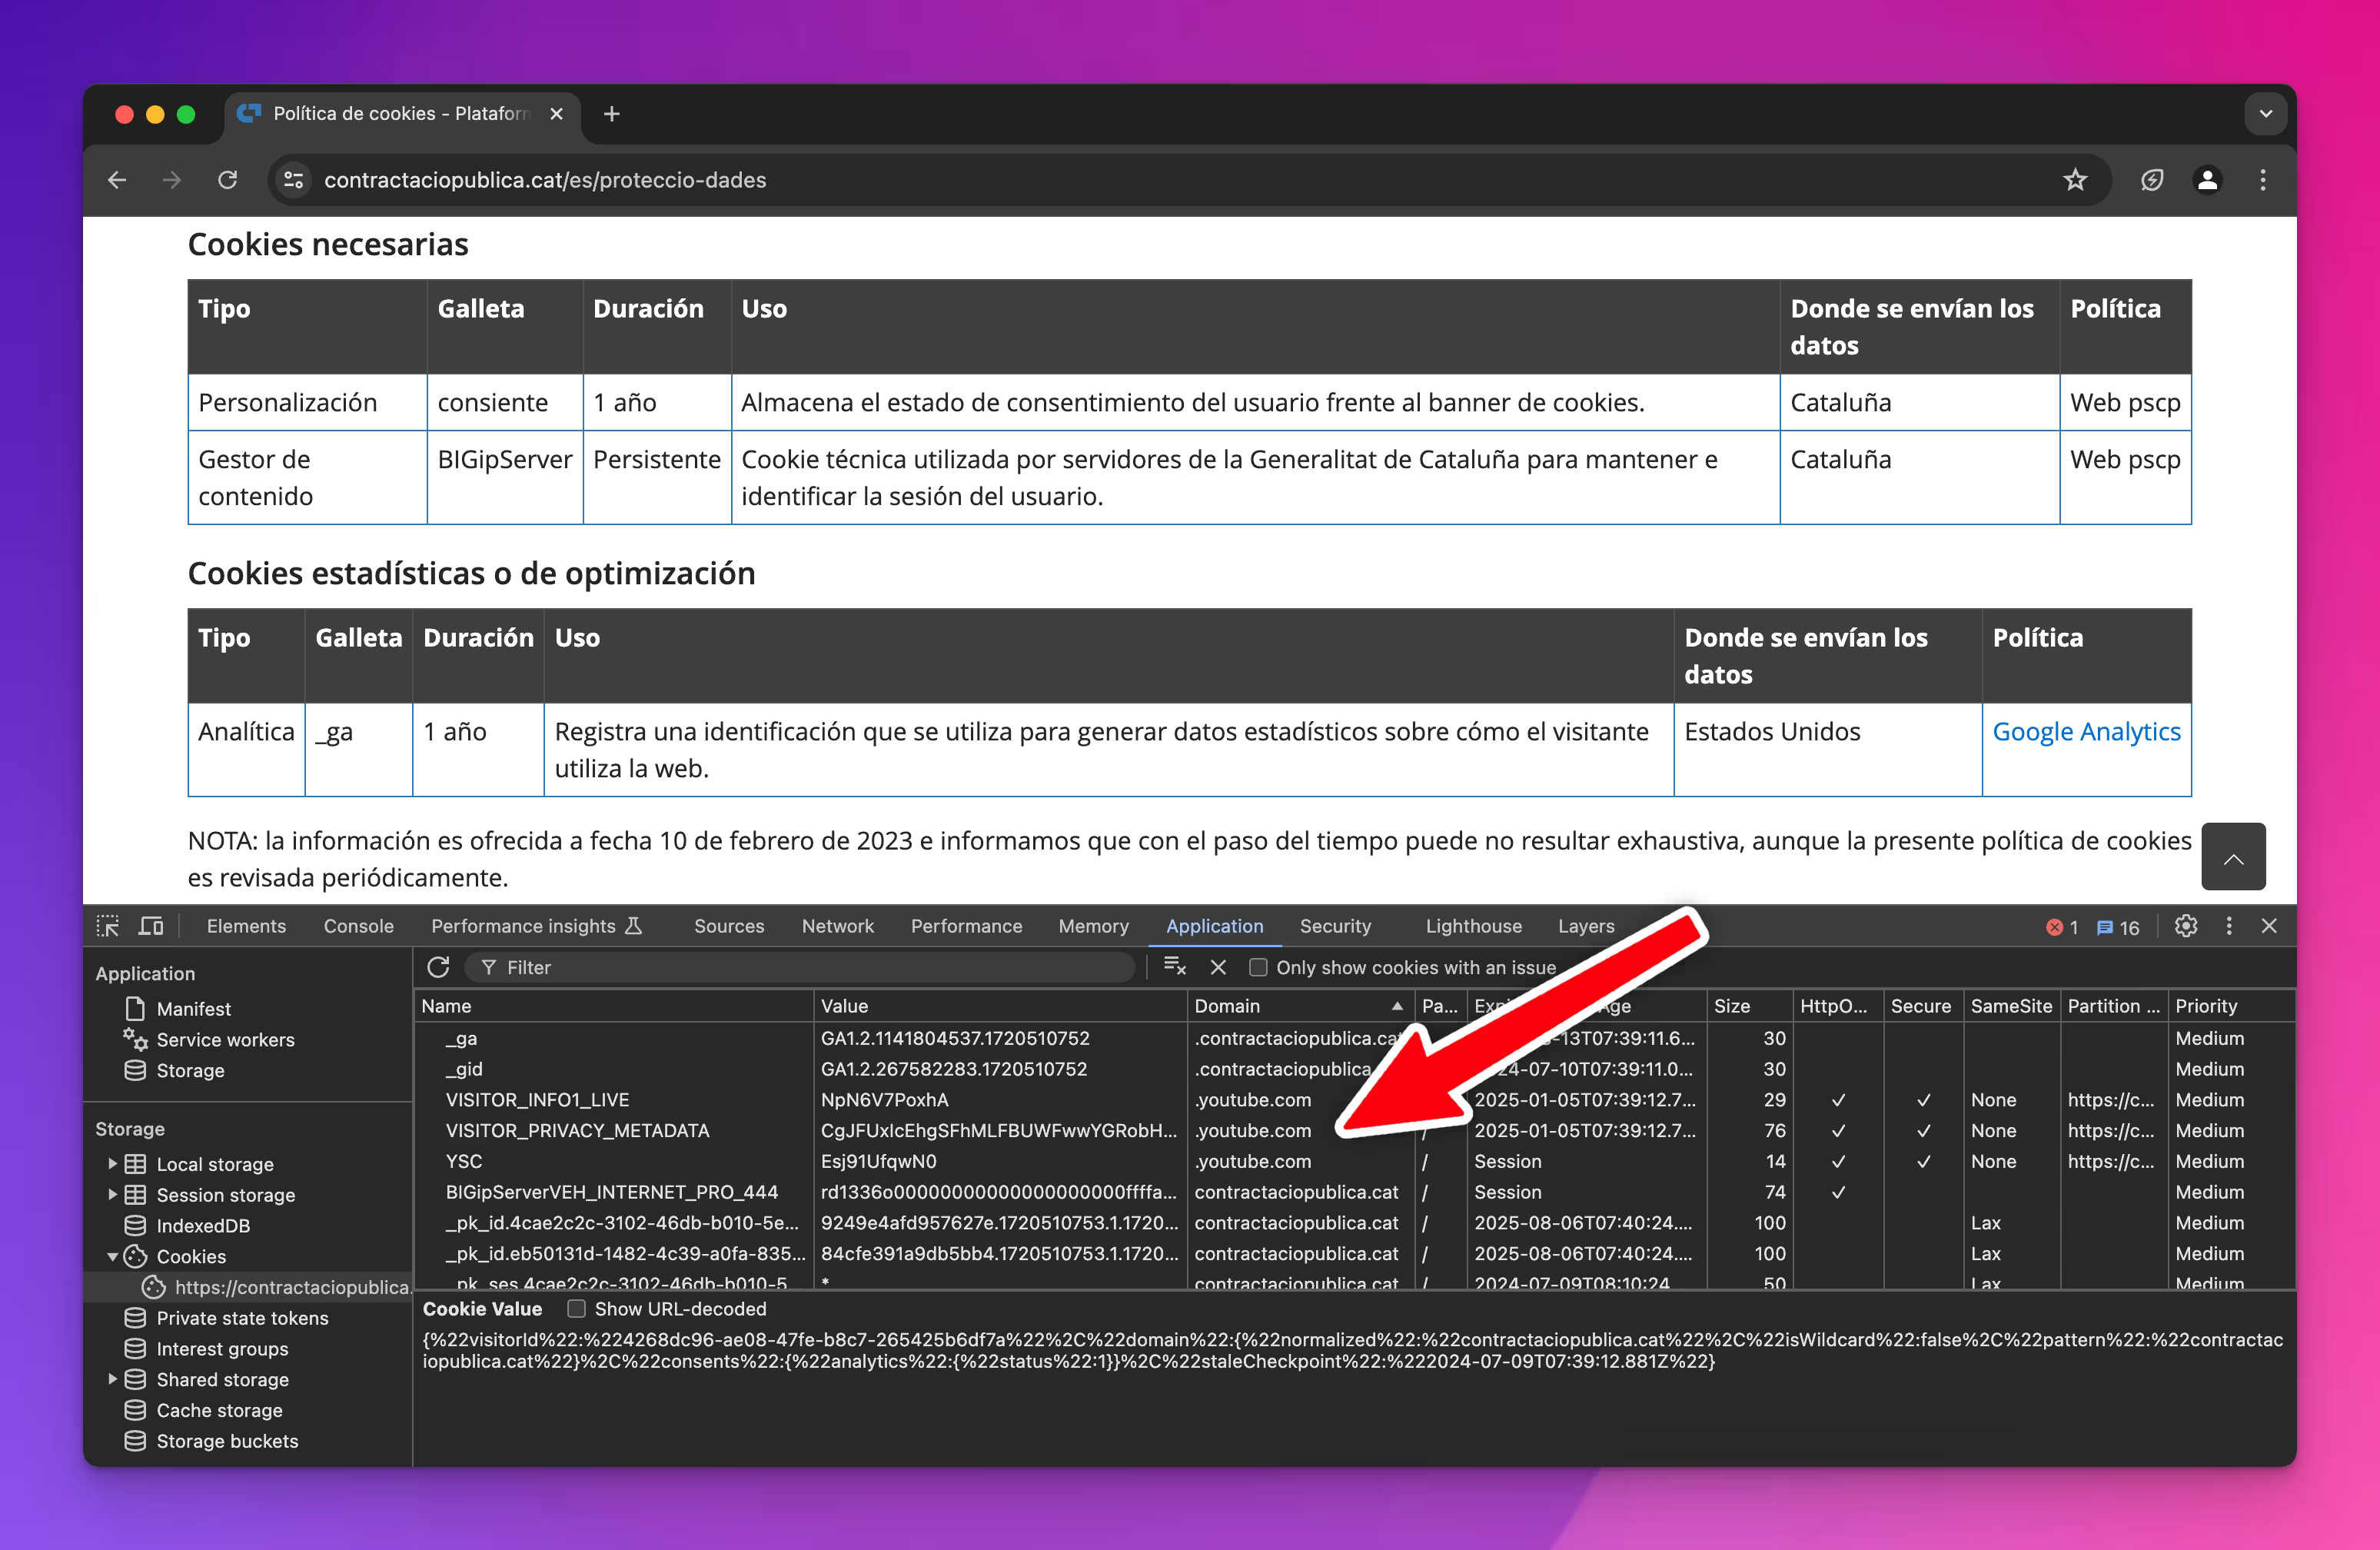 Política de cookies - Plataforn
contractaciopublica.cat/es/proteccio-dades
Cookies necesarias
Tipo Galleta Duración Uso Donde se envían los datos Política
Personalización consiente 1 año Almacena el estado de consentimiento del usuario frente al banner de cookies. Cataluña Web pscp
Gestor de contenido BIGipServer Persistente Cookie técnica utilizada por servidores de la Generalitat de Cataluña para mantener e identificar la sesión del usuario. Cataluña Web pscp
Cookies estadísticas o de optimización
Tipo Galleta Duración Uso Donde se envían los datos Política
Analítica _ga 1 año Registra una identificación que se utiliza para generar datos estadísticos sobre cómo el visitante utiliza la web. Estados Unidos Google Analytics
NOTA: la información es ofrecida a fecha 10 de febrero de 2023 e informamos que con el paso del tiempo puede no resultar exhaustiva, aunque la presente política de cookies
es revisada periódicamente.
Elements Console Performance insights Sources Network Performance Memory Application Security Lighthouse Layers 1 16
Application
Manifest
Service workers
Storage
Storage
Local storage
Session storage
IndexedDB
Cookies
https://contractaciopublica.
Private state tokens
Interest groups
Shared storage
Cache storage
Storage buckets
Filter Only show cookies with an issue
Name Value Domain Pa... Size HttpO... Secure SameSite Partition ... Priority
_ga GA1.2.1141804537.1720510752 .contractaciopublica.ca -13T07:39:11.6... 30 Medium
_gid GA1.2.267582283.1720510752 .contractaciopublica 24-07-10T07:39:11.0... 30 Medium
VISITOR_INFO1_LIVE NpN6V7PoxhA .youtube.com 2025-01-05T07:39:12.7... 29 ✓ ✓ None https://c... Medium
VISITOR_PRIVACY_METADATA CgJFUxIcEhgSFhMLFBUWFwwYGRobH... .youtube.com / 2025-01-05T07:39:12.7... 76 ✓ ✓ None https://c... Medium
YSC Esj91UfqwN0 .youtube.com / Session 14 ✓ ✓ None https://c... Medium
BIGipServerVEH_INTERNET_PRO_444 rd1336o00000000000000000000ffffa... contractaciopublica.cat / Session 74 ✓ Medium
_pk_id.4cae2c2c-3102-46db-b010-5e... 9249e4afd957627e.1720510753.1.1720... contractaciopublica.cat / 2025-08-06T07:40:24.... 100 Lax Medium
_pk_id.eb50131d-1482-4c39-a0fa-835... 84cfe391a9db5bb4.1720510753.1.1720... contractaciopublica.cat / 2025-08-06T07:40:24.... 100 Lax Medium
_pk_ses.4cae2c2c-3102-46db-b010-5 * contractaciopublica.cat / 2024-07-09T08:10:24 50 Lax Medium
Cookie Value Show URL-decoded
{%22visitorId%22:%224268dc96-ae08-47fe-b8c7-265425b6df7a%22%2C%22domain%22:{%22normalized%22:%22contractaciopublica.cat%22%2C%22isWildcard%22:false%2C%22pattern%22:%22contractac
iopublica.cat%22}%2C%22consents%22:{%22analytics%22:{%22status%22:1}}%2C%22staleCheckpoint%22:%222024-07-09T07:39:12.881Z%22}